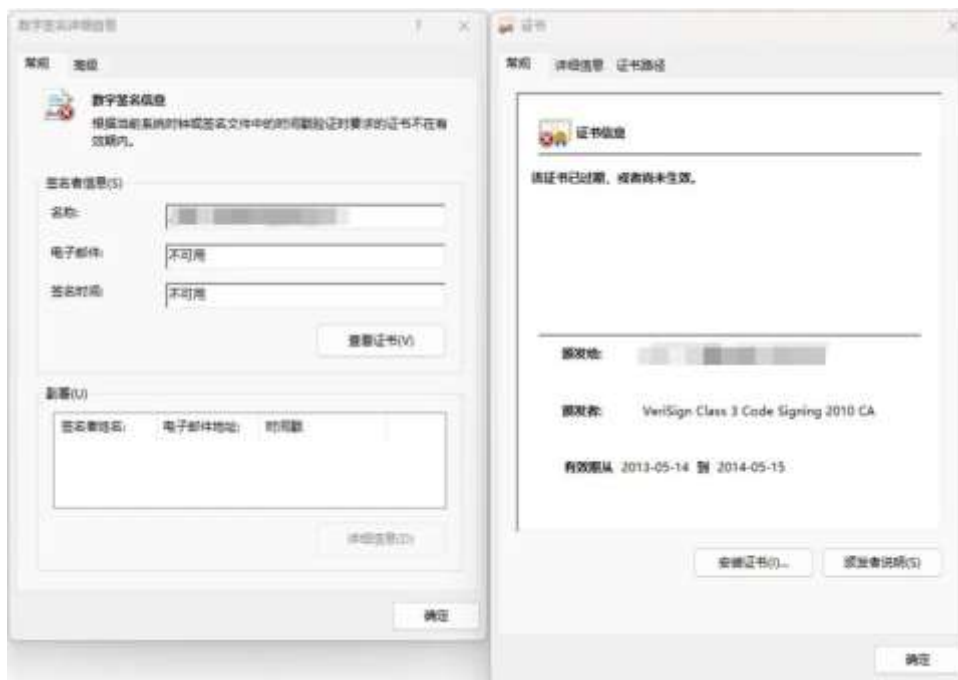 数字签名详细信息
常规 高级
数字签名信息
根据当前系统时钟或签名文件中的时间戳验证时要求的证书不在有
效期内。
签名者信息(S)
名称:
电子邮件: 不可用
签名时间: 不可用
查看证书(V)
副署(U)
签名者姓名: 电子邮件地址: 时间戳
详细信息(D)
确定
证书
常规 详细信息 证书路径
证书信息
该证书已过期，或者尚未生效。
颁发给:
颁发者: VeriSign Class 3 Code Signing 2010 CA
有效期从 2013-05-14 到 2014-05-15
安装证书(I)... 颁发者说明(S)
确定